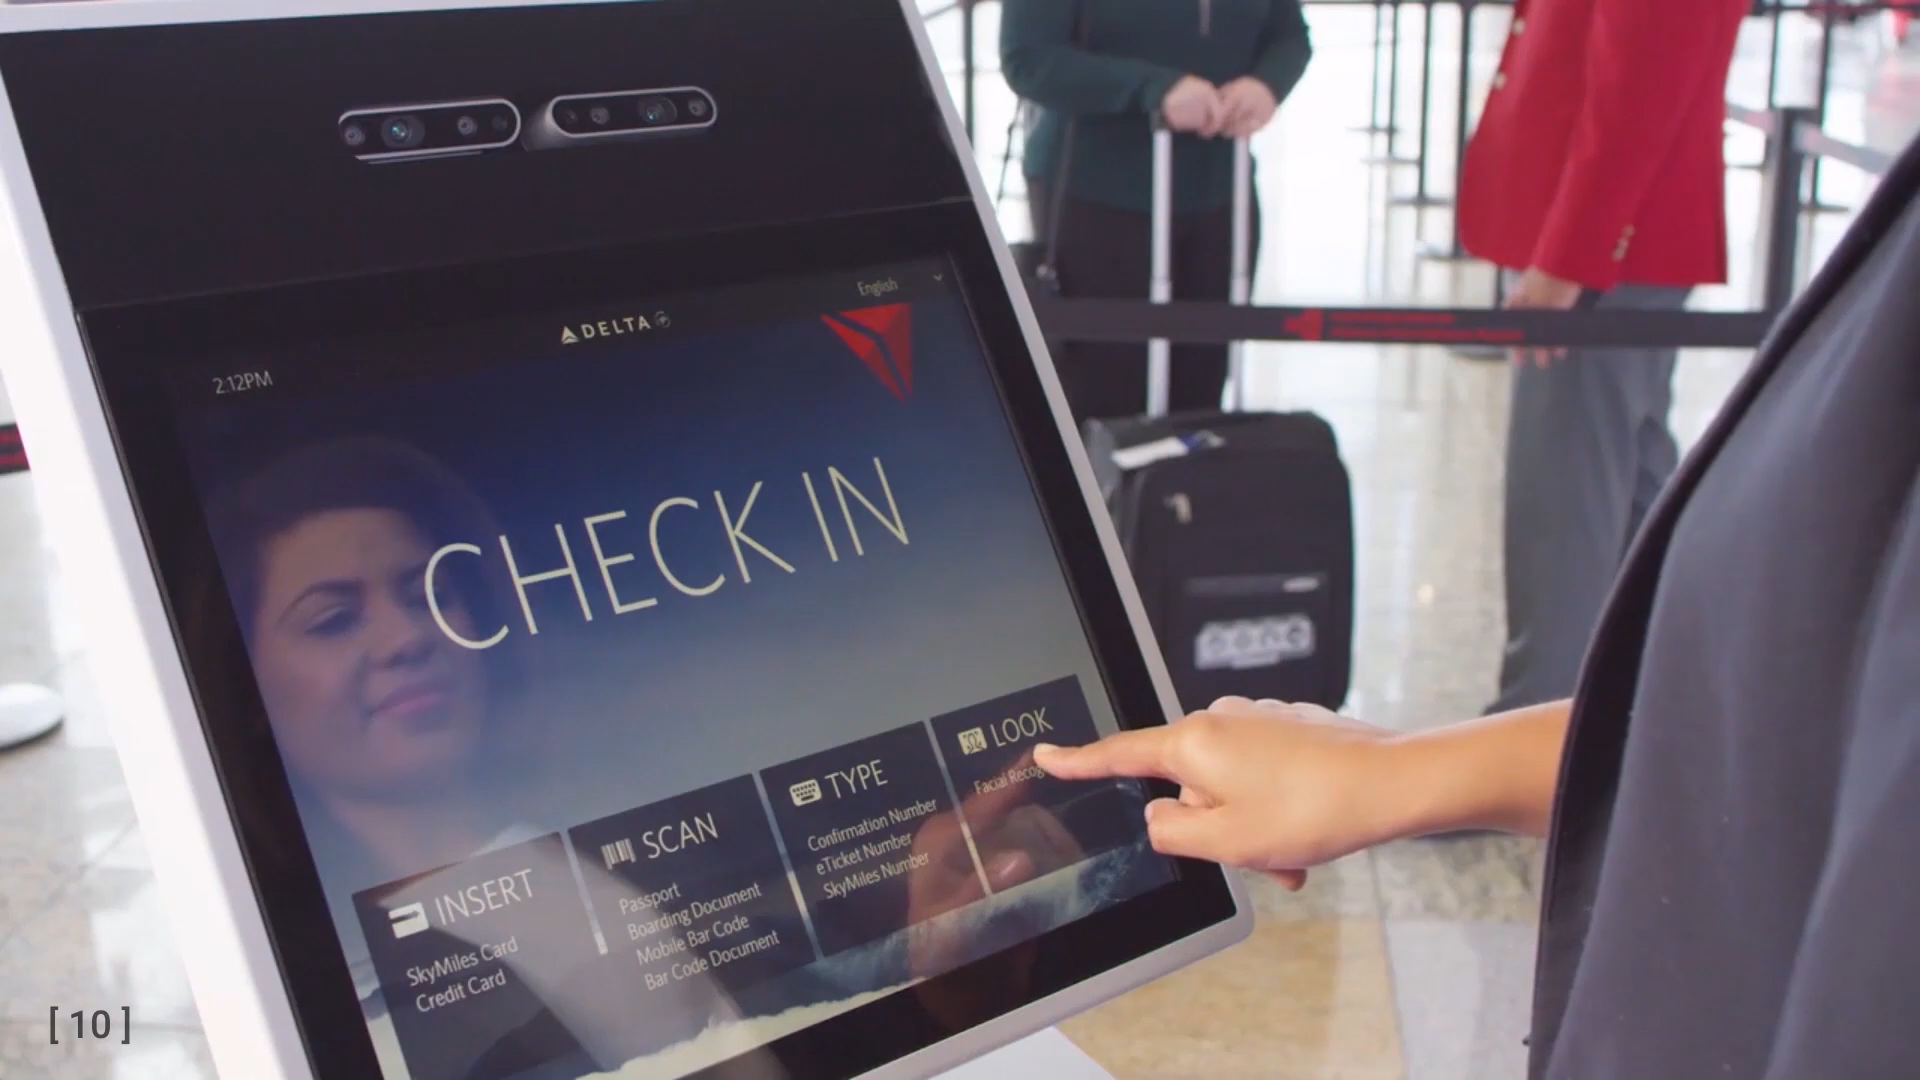 English
DELTA
2:12PM
CHECK IN
INSERT
SkyMiles Card
Credit Card
SCAN
Passport
Boarding Document
Mobile Bar Code
Bar Code Document
TYPE
Confirmation Number
eTicket Number
SkyMiles Number
LOOK
Facial
[ 10 ]